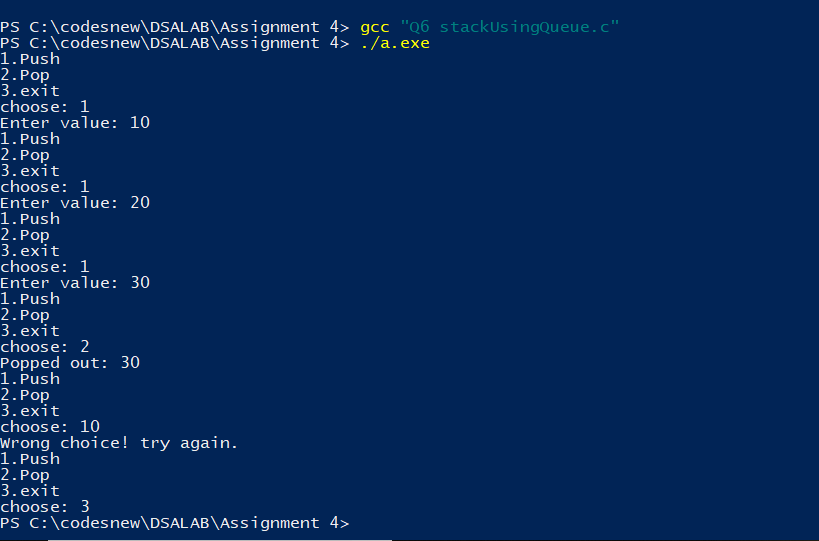 PS C:\codesnew\DSALAB\Assignment 4> gcc "Q6 stackUsingQueue.c"
PS C:\codesnew\DSALAB\Assignment 4> ./a.exe
1.Push
2.Pop
3.exit
choose: 1
Enter value: 10
1.Push
2.Pop
3.exit
choose: 1
Enter value: 20
1.Push
2.Pop
3.exit
choose: 1
Enter value: 30
1.Push
2.Pop
3.exit
choose: 2
Popped out: 30
1.Push
2.Pop
3.exit
choose: 10
Wrong choice! try again.
1.Push
2.Pop
3.exit
choose: 3
PS C:\codesnew\DSALAB\Assignment 4>